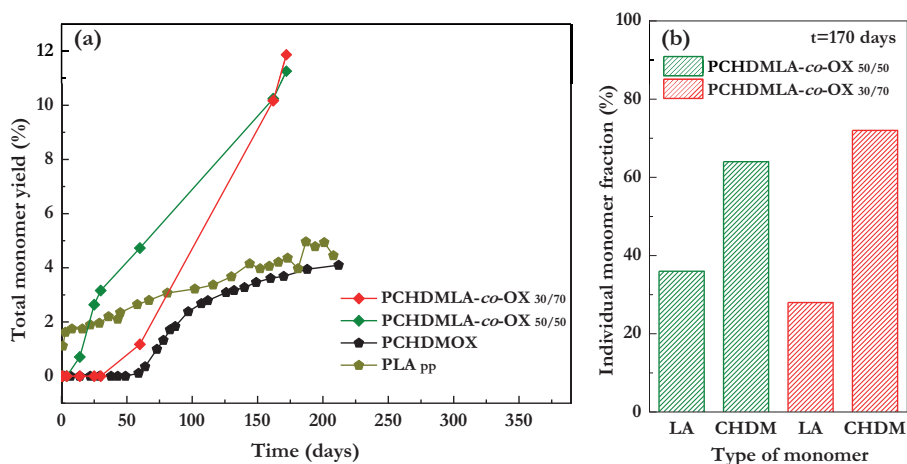 (a)
Total monomer yield (%)
12
10
8
6
4
2
0
0 50 100 150 200 250 300 350
Time (days)
PCHDMLA-co-OX 30/70
PCHDMLA-co-OX 50/50
PCHDMOX
PLA pp
(b)
t=170 days
PCHDMLA-co-OX 50/50
PCHDMLA-co-OX 30/70
Individual monomer fraction (%)
100
80
60
40
20
0
LA CHDM LA CHDM
Type of monomer